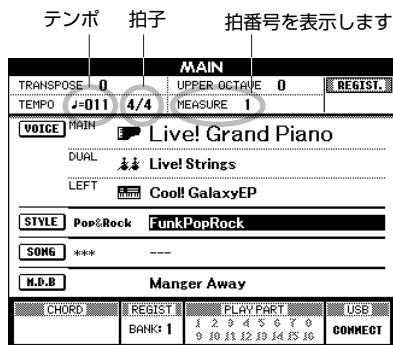 テンポ 拍子 拍番号を表示します
MAIN
TRANSPOSE 0 UPPER OCTAVE 0 REGIST.
TEMPO ♩=011 4/4 MEASURE 1
VOICE MAIN Live! Grand Piano
DUAL Live! Strings
LEFT Cool! GalaxyEP
STYLE Pop&Rock FunkPopRock
SONG *** ---
M.D.B Manger Away
CHORD REGIST PLAY PART USB
BANK: 1 1 2 3 4 5 6 7 8 CONNECT
9 10 11 12 13 14 15 16